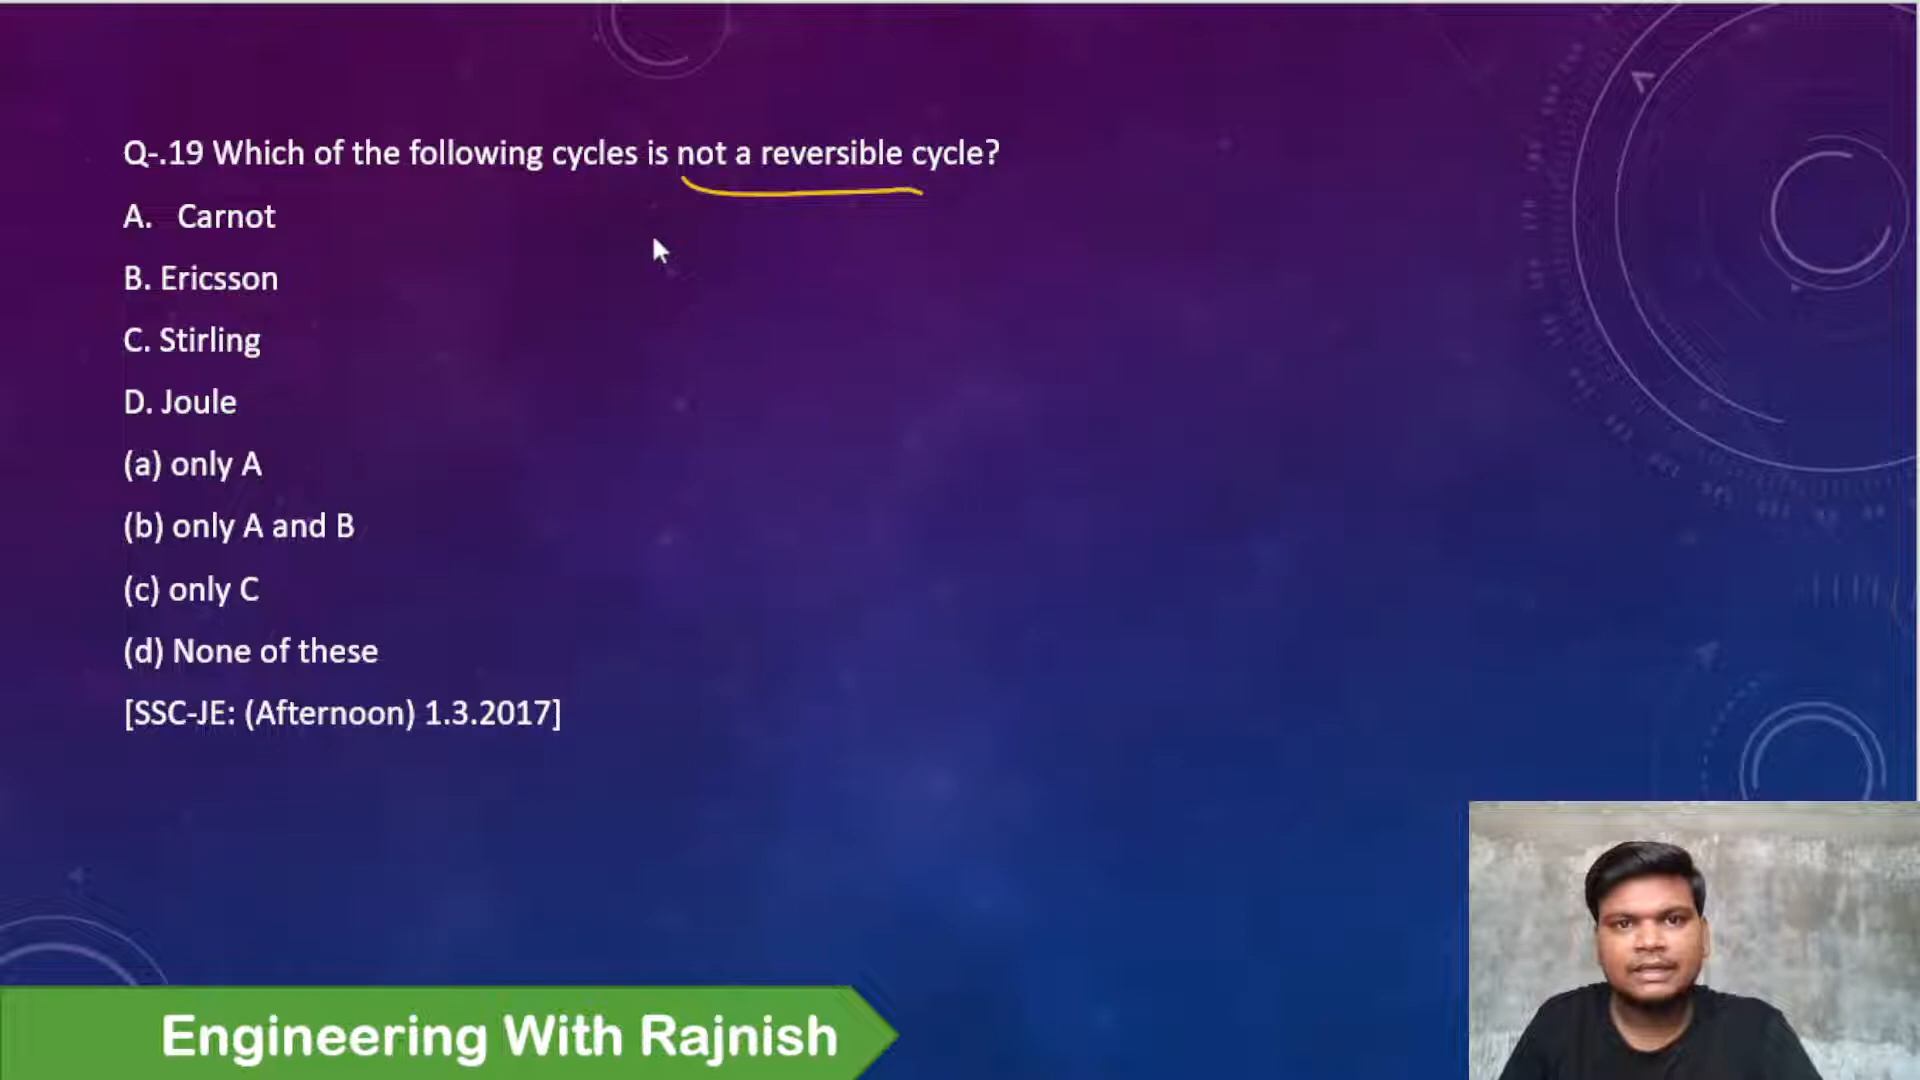 Q-.19 Which of the following cycles is not a reversible cycle?
A. Carnot
B. Ericsson
C. Stirling
D. Joule
(a) only A
(b) only A and B
(c) only C
(d) None of these
[SSC-JE: (Afternoon) 1.3.2017]
Engineering With Rajnish